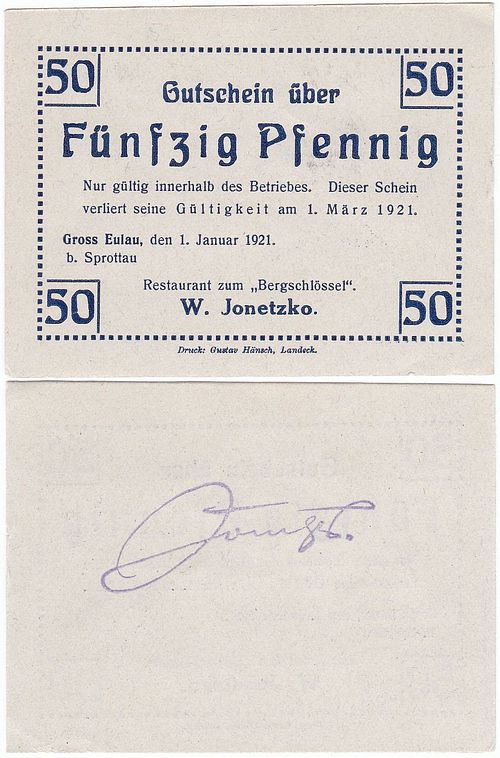 50 50
Gutschein über
Fünfzig Pfennig
Nur gültig innerhalb des Betriebes. Dieser Schein
verliert seine Gültigkeit am 1. März 1921.
Gross Eulau, den 1. Januar 1921.
b. Sprottau
Restaurant zum „Bergschlössel".
50 W. Jonetzko. 50
Druck: Gustav Hänsch, Landeck.